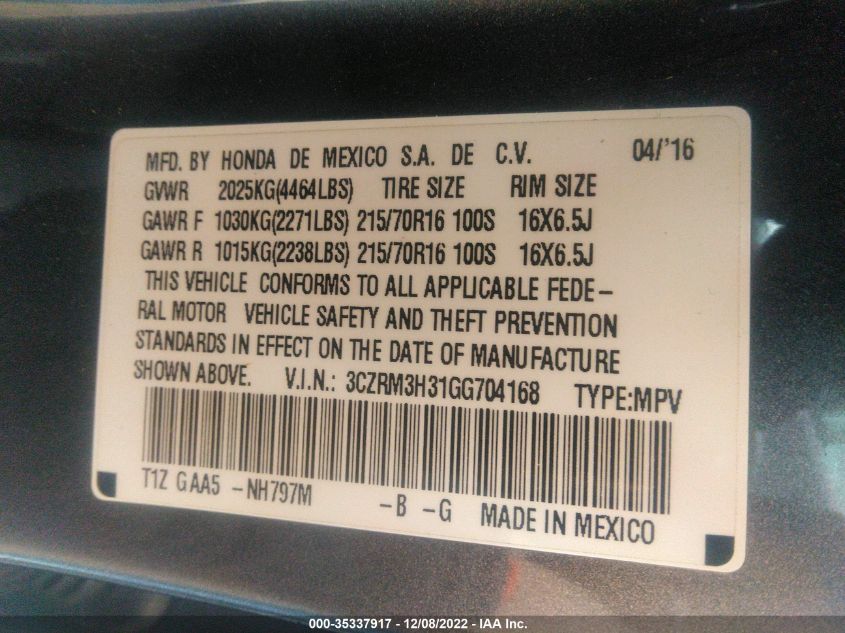 MFD. BY HONDA DE MEXICO S.A. DE C.V. 04/'16
GVWR 2025KG(4464LBS) TIRE SIZE RIM SIZE
GAWR F 1030KG(2271LBS) 215/70R16 100S 16X6.5J
GAWR R 1015KG(2238LBS) 215/70R16 100S 16X6.5J
THIS VEHICLE CONFORMS TO ALL APPLICABLE FEDE-
RAL MOTOR VEHICLE SAFETY AND THEFT PREVENTION
STANDARDS IN EFFECT ON THE DATE OF MANUFACTURE
SHOWN ABOVE. V.I.N.: 3CZRM3H31GG704168 TYPE:MPV
T1Z GAA5 -NH797M -B -G MADE IN MEXICO
000-35337917 - 12/08/2022 - IAA Inc.